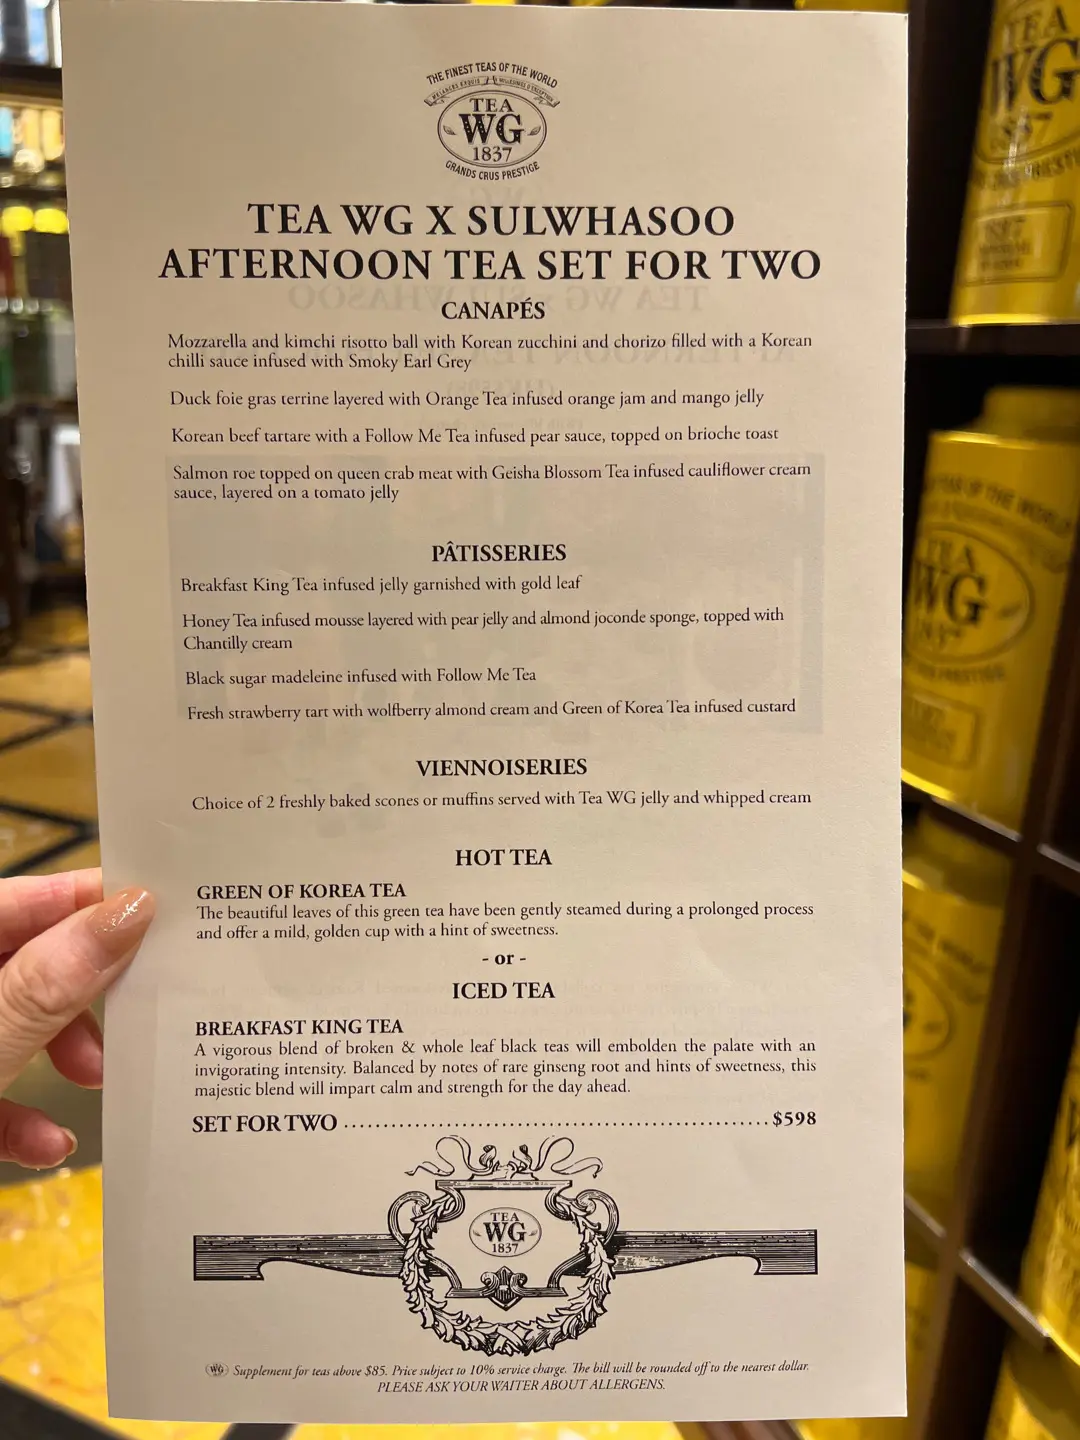 THE FINEST TEAS OF THE WORLD
TEA
WG
1837
GRANDS CRUS PRESTIGE
TEA WG X SULWHASOO
AFTERNOON TEA SET FOR TWO
CANAPÉS
Mozzarella and kimchi risotto ball with Korean zucchini and chorizo filled with a Korean
chilli sauce infused with Smoky Earl Grey
Duck foie gras terrine layered with Orange Tea infused orange jam and mango jelly
Korean beef tartare with a Follow Me Tea infused pear sauce, topped on brioche toast
Salmon roe topped on queen crab meat with Geisha Blossom Tea infused cauliflower cream
sauce, layered on a tomato jelly
PÂTISSERIES
Breakfast King Tea infused jelly garnished with gold leaf
Honey Tea infused mousse layered with pear jelly and almond joconde sponge, topped with
Chantilly cream
Black sugar madeleine infused with Follow Me Tea
Fresh strawberry tart with wolfberry almond cream and Green of Korea Tea infused custard
VIENNOISERIES
Choice of 2 freshly baked scones or muffins served with Tea WG jelly and whipped cream
HOT TEA
GREEN OF KOREA TEA
The beautiful leaves of this green tea have been gently steamed during a prolonged process
and offer a mild, golden cup with a hint of sweetness.
- or -
ICED TEA
BREAKFAST KING TEA
A vigorous blend of broken & whole leaf black teas will embolden the palate with an
invigorating intensity. Balanced by notes of rare ginseng root and hints of sweetness, this
majestic blend will impart calm and strength for the day ahead.
SET FOR TWO ........................................................ $598
TEA
WG
1837
WG Supplement for teas above $85. Price subject to 10% service charge. The bill will be rounded off to the nearest dollar.
PLEASE ASK YOUR WAITER ABOUT ALLERGENS.
TEA
WG
TEA
WG